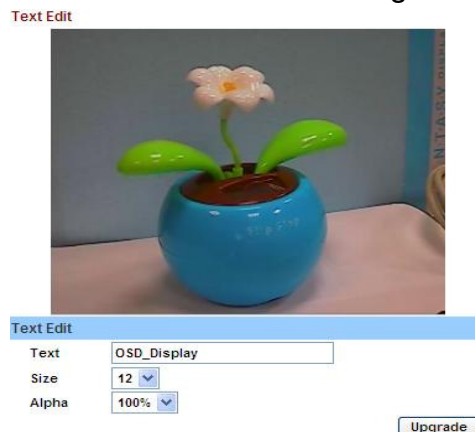 Text Edit
N-T-A-S-Y
Text Edit
Text OSD_Display
Size 12
Alpha 100%
Upgrade